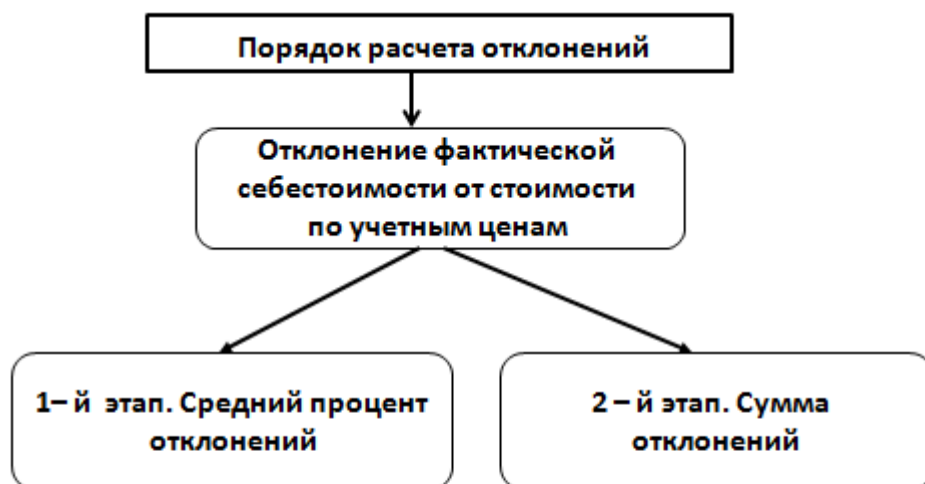 Порядок расчета отклонений
Отклонение фактической
себестоимости от стоимости
по учетным ценам
1– й этап. Средний процент
отклонений
2 – й этап. Сумма
отклонений